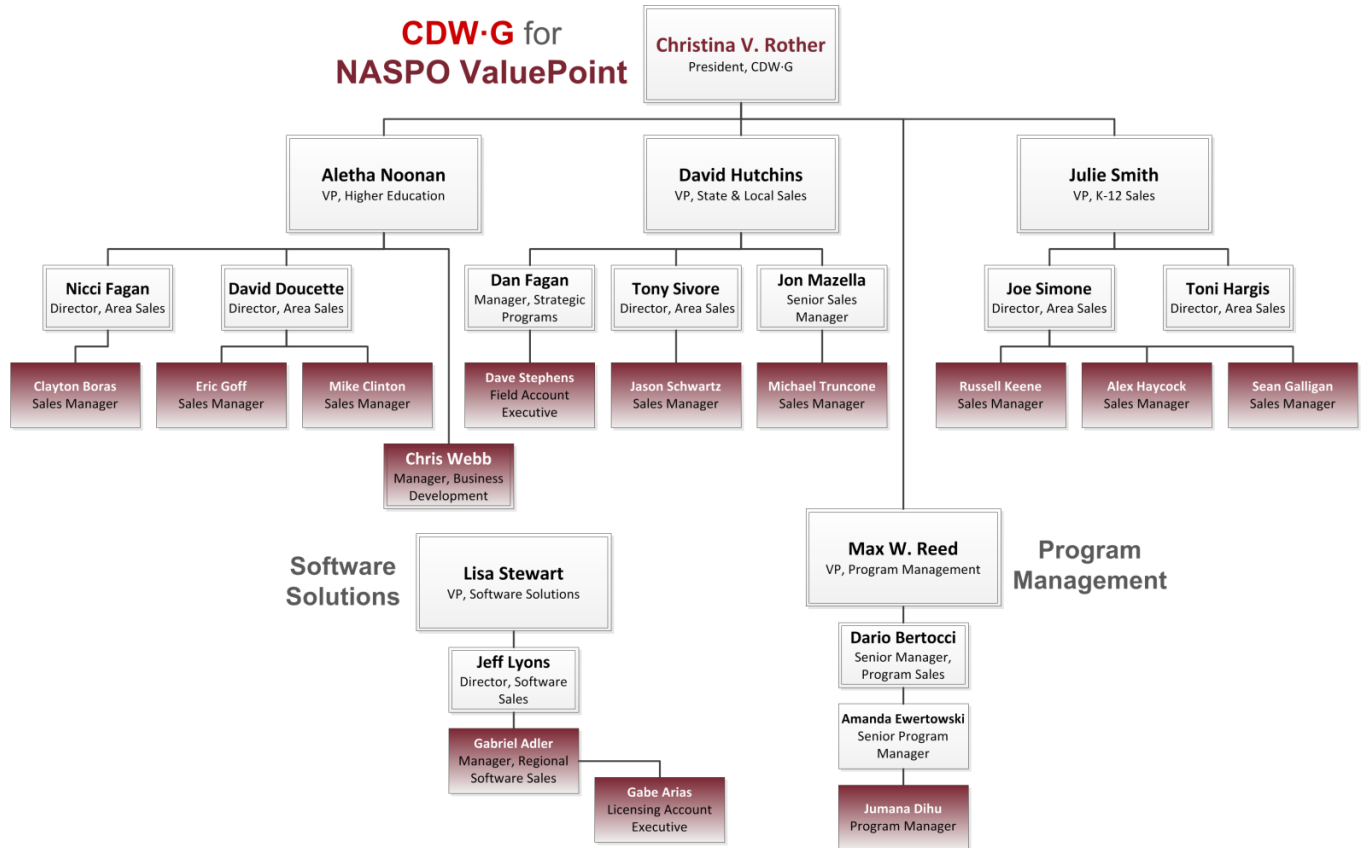 CDW·G for
NASPO ValuePoint
Christina V. Rother
President, CDW·G
Aletha Noonan
VP, Higher Education
David Hutchins
VP, State & Local Sales
Julie Smith
VP, K-12 Sales
Nicci Fagan
Director, Area Sales
David Doucette
Director, Area Sales
Dan Fagan
Manager, Strategic
Programs
Tony Sivore
Director, Area Sales
Jon Mazella
Senior Sales
Manager
Joe Simone
Director, Area Sales
Toni Hargis
Director, Area Sales
Clayton Boras
Sales Manager
Eric Goff
Sales Manager
Mike Clinton
Sales Manager
Dave Stephens
Field Account
Executive
Jason Schwartz
Sales Manager
Michael Truncone
Sales Manager
Russell Keene
Sales Manager
Alex Haycock
Sales Manager
Sean Galligan
Sales Manager
Chris Webb
Manager, Business
Development
Software
Solutions
Lisa Stewart
VP, Software Solutions
Jeff Lyons
Director, Software
Sales
Gabriel Adler
Manager, Regional
Software Sales
Gabe Arias
Licensing Account
Executive
Max W. Reed
VP, Program Management
Program
Management
Dario Bertocci
Senior Manager,
Program Sales
Amanda Ewertowski
Senior Program
Manager
Jumana Dihu
Program Manager